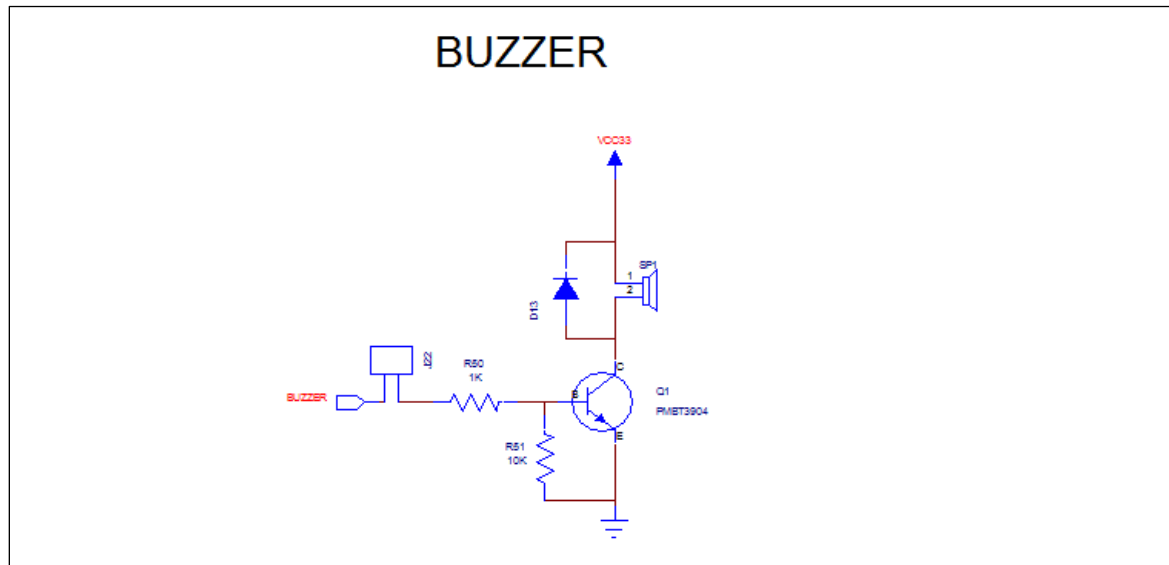 BUZZER
VCC33
SP1
1
2
D13
J22
R50
1K
C
Q1
BUZZER
B
PMBT3904
E
R51
10K